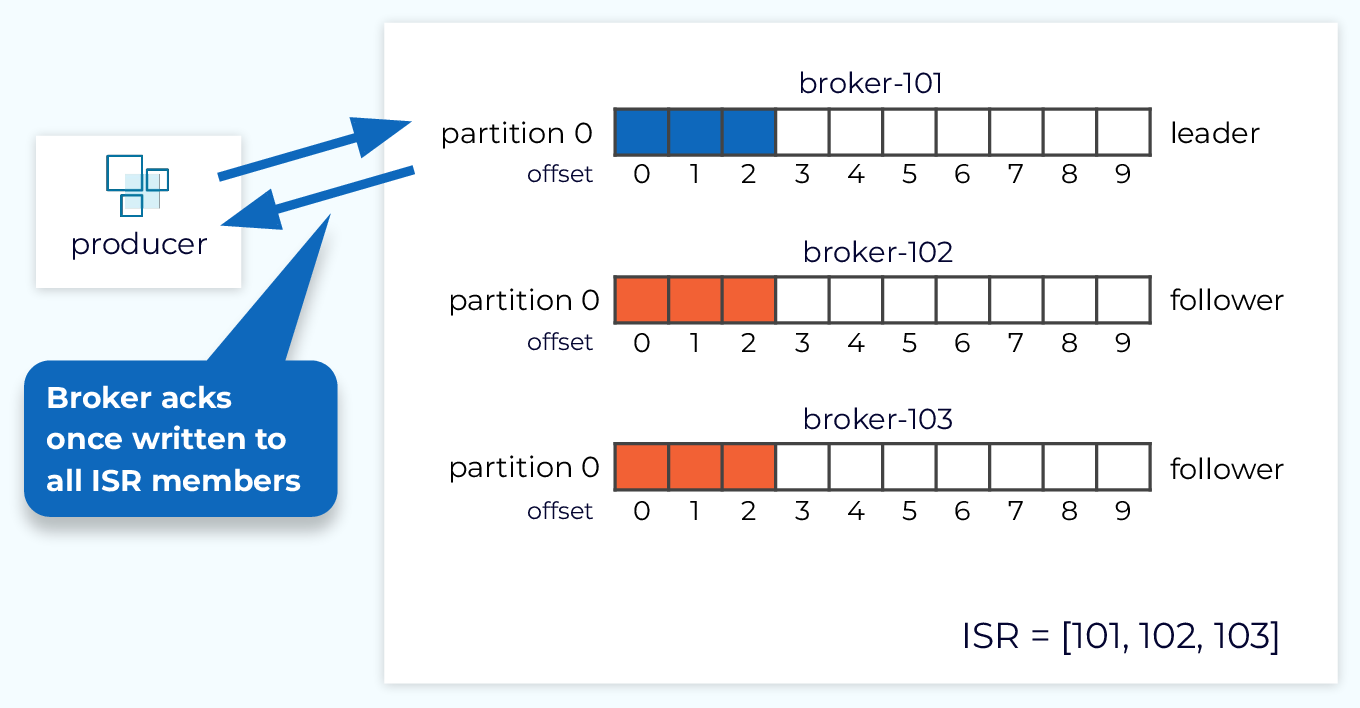 broker-101
partition 0 leader
offset 0 1 2 3 4 5 6 7 8 9
producer
broker-102
partition 0 follower
offset 0 1 2 3 4 5 6 7 8 9
Broker acks
once written to
all ISR members
broker-103
partition 0 follower
offset 0 1 2 3 4 5 6 7 8 9
ISR = [101, 102, 103]